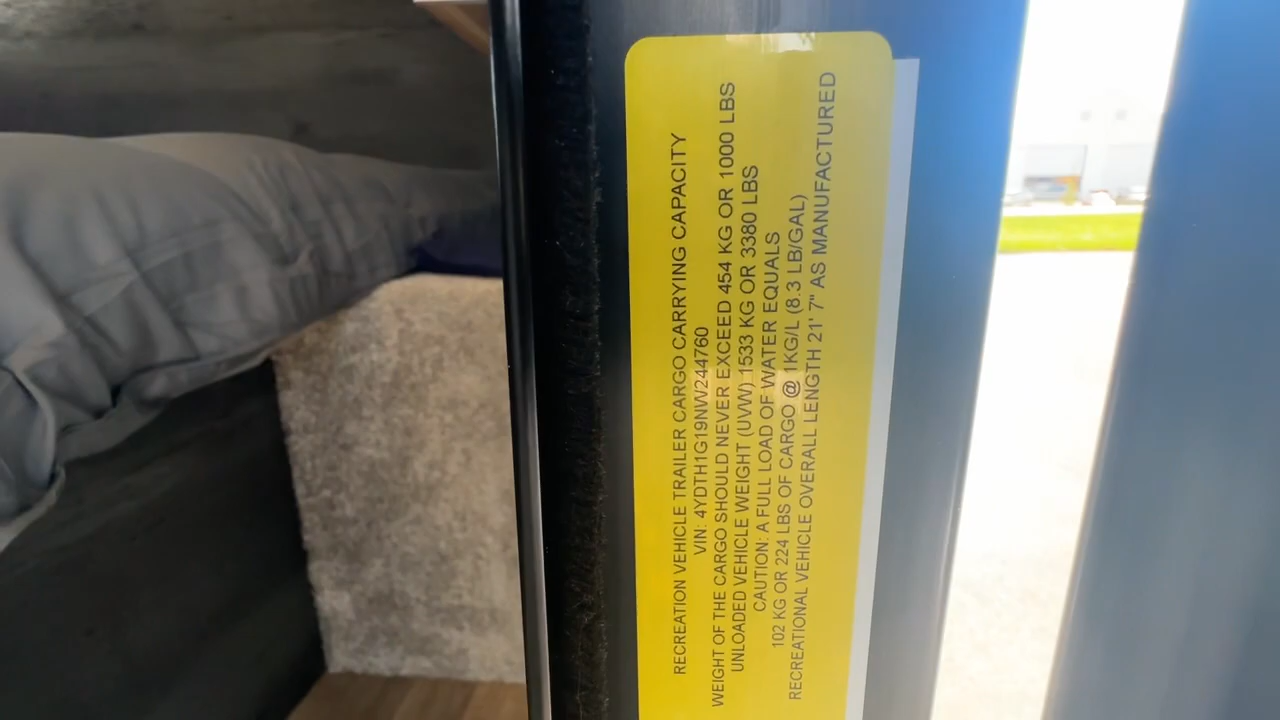 RECREATION VEHICLE TRAILER CARGO CARRYING CAPACITY
VIN: 4YDTH1G19NW244760
WEIGHT OF THE CARGO SHOULD NEVER EXCEED 454 KG OR 1000 LBS
UNLOADED VEHICLE WEIGHT (UVW) 1533 KG OR 3380 LBS
CAUTION: A FULL LOAD OF WATER EQUALS
102 KG OR 224 LBS OF CARGO @ 1KG/L (8.3 LB/GAL)
RECREATIONAL VEHICLE OVERALL LENGTH 21' 7" AS MANUFACTURED